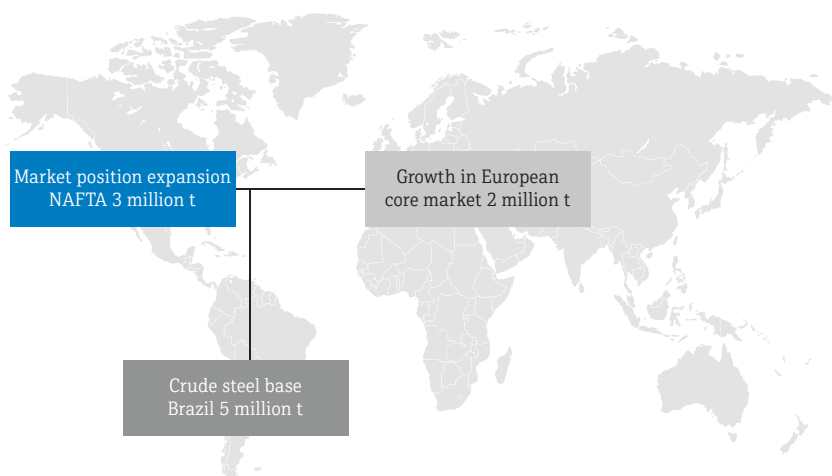 Market position expansion
NAFTA 3 million t
Growth in European
core market 2 million t
Crude steel base
Brazil 5 million t